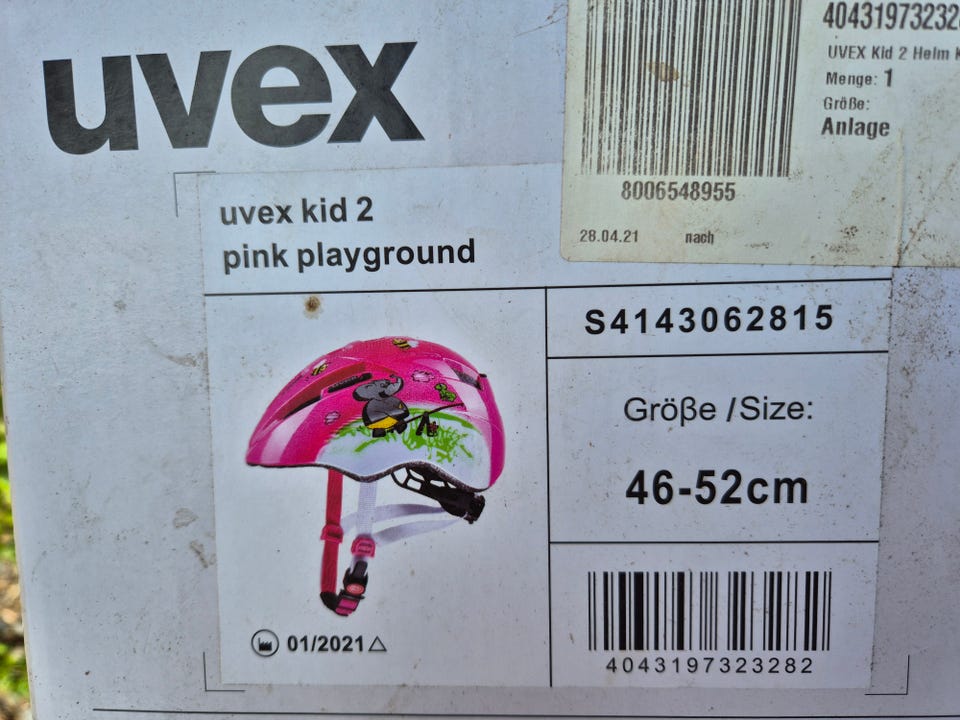 uvex
40431973232
UVEX Kid 2 Helm K
Menge: 1
Größe:
Anlage
8006548955
28.04.21 nach
uvex kid 2
pink playground
S4143062815
Größe /Size:
46-52cm
01/2021
4043197323282